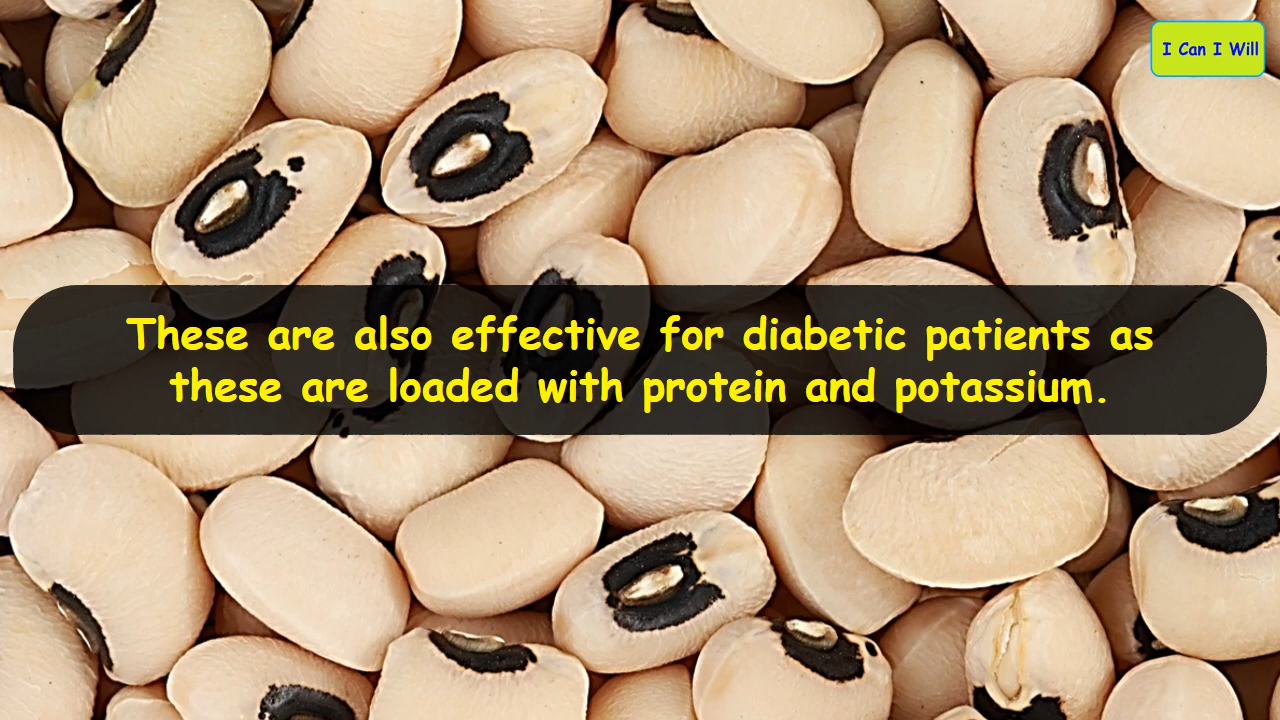 I Can I Will
These are also effective for diabetic patients as
these are loaded with protein and potassium.